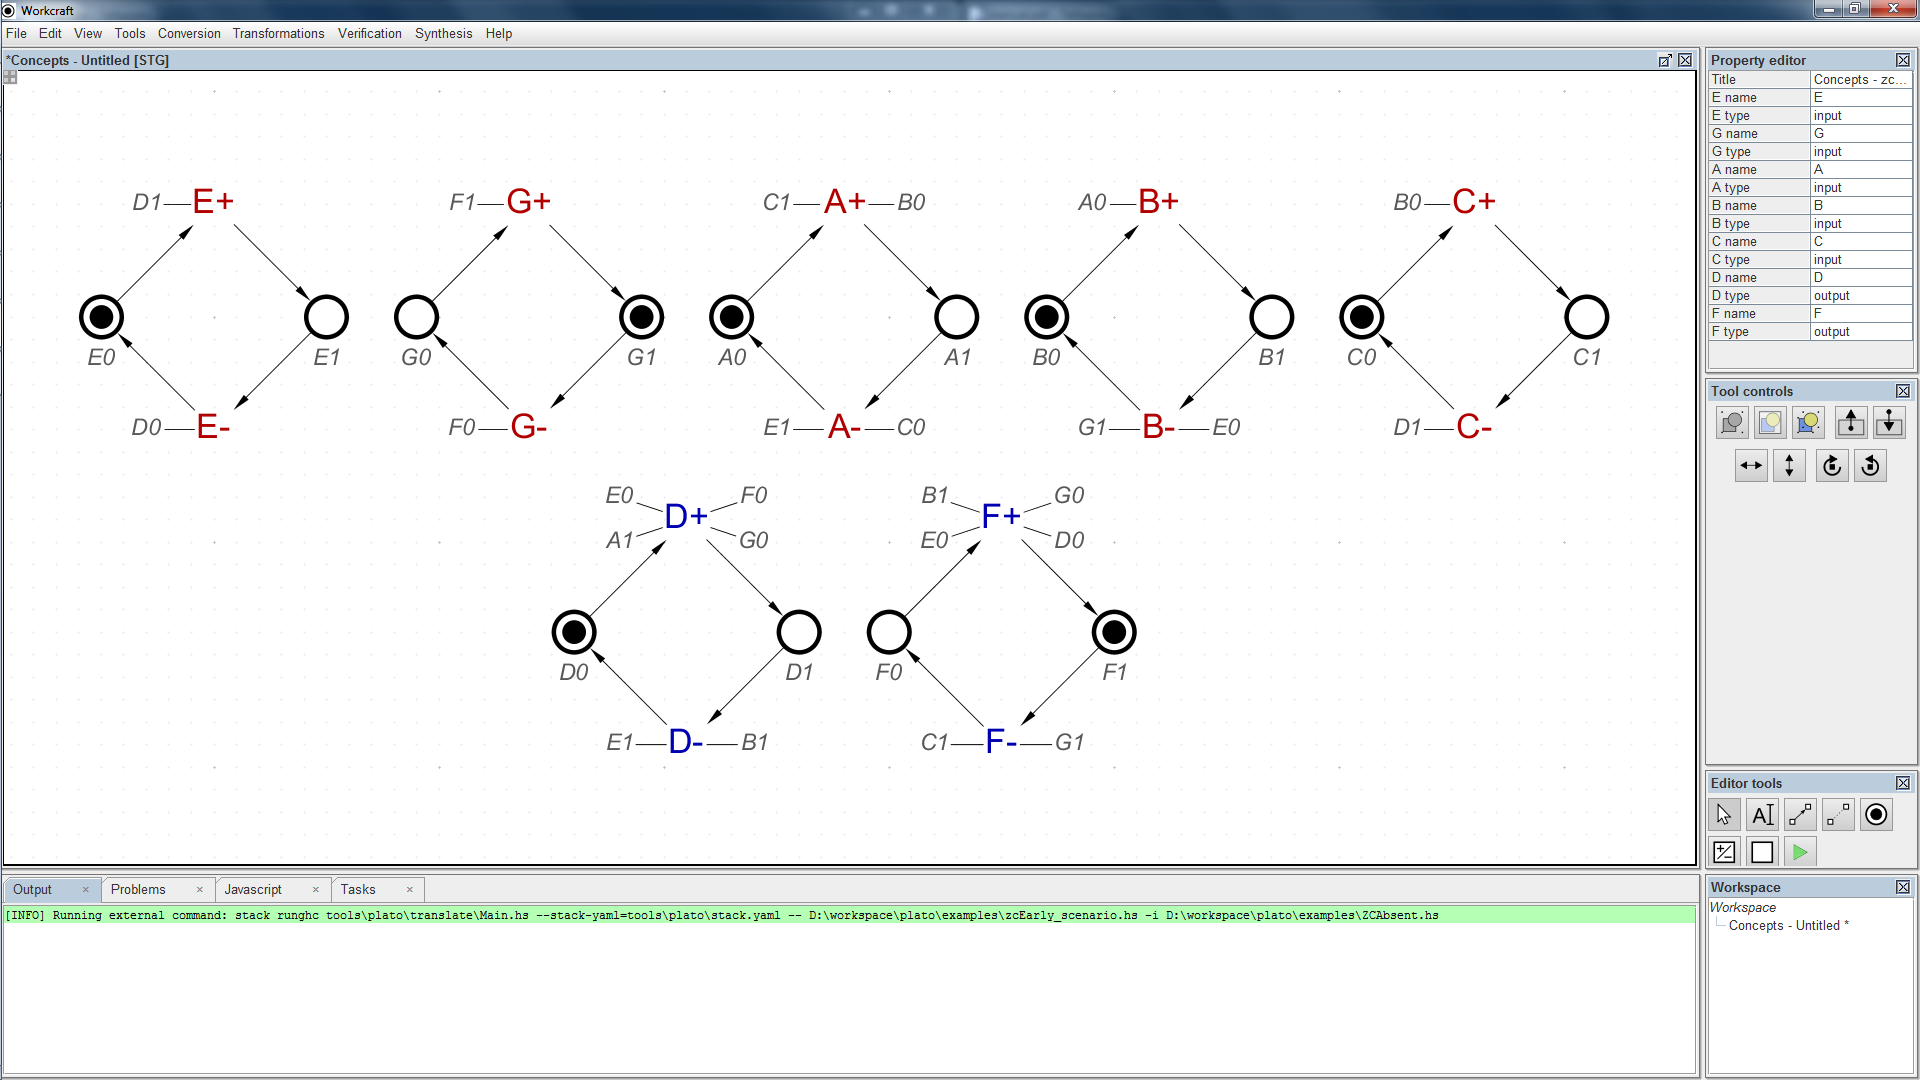 Workcraft
File Edit View Tools Conversion Transformations Verification Synthesis Help
*Concepts - Untitled [STG]
D1 E+ F1 G+ C1 A+ B0 A0 B+ B0 C+
E0 E1 G0 G1 A0 A1 B0 B1 C0 C1
D0 E- F0 G- E1 A- C0 G1 B- E0 D1 C-
E0 F0 B1 G0
D+ F+
A1 G0 E0 D0
D0 D1 F0 F1
E1 D- B1 C1 F- G1
Property editor
Title Concepts - zc...
E name E
E type input
G name G
G type input
A name A
A type input
B name B
B type input
C name C
C type input
D name D
D type output
F name F
F type output
Tool controls
Editor tools
AI
Output × Problems × Javascript × Tasks ×
[INFO] Running external command: stack runghc tools\plato\translate\Main.hs --stack-yaml=tools\plato\stack.yaml -- D:\workspace\plato\examples\zcEarly_scenario.hs -i D:\workspace\plato\examples\ZCAbsent.hs
Workspace
Workspace
Concepts - Untitled *